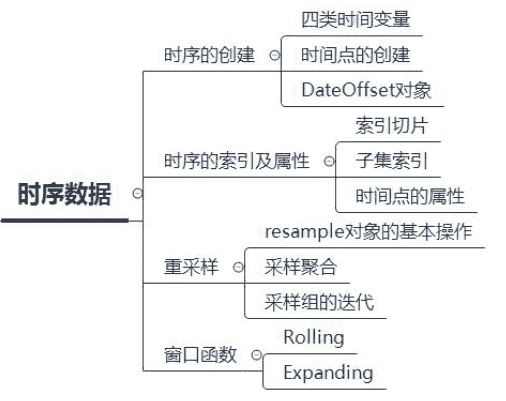 时序数据
时序的创建
四类时间变量
时间点的创建
DateOffset对象
时序的索引及属性
索引切片
子集索引
时间点的属性
重采样
resample对象的基本操作
采样聚合
采样组的迭代
窗口函数
Rolling
Expanding